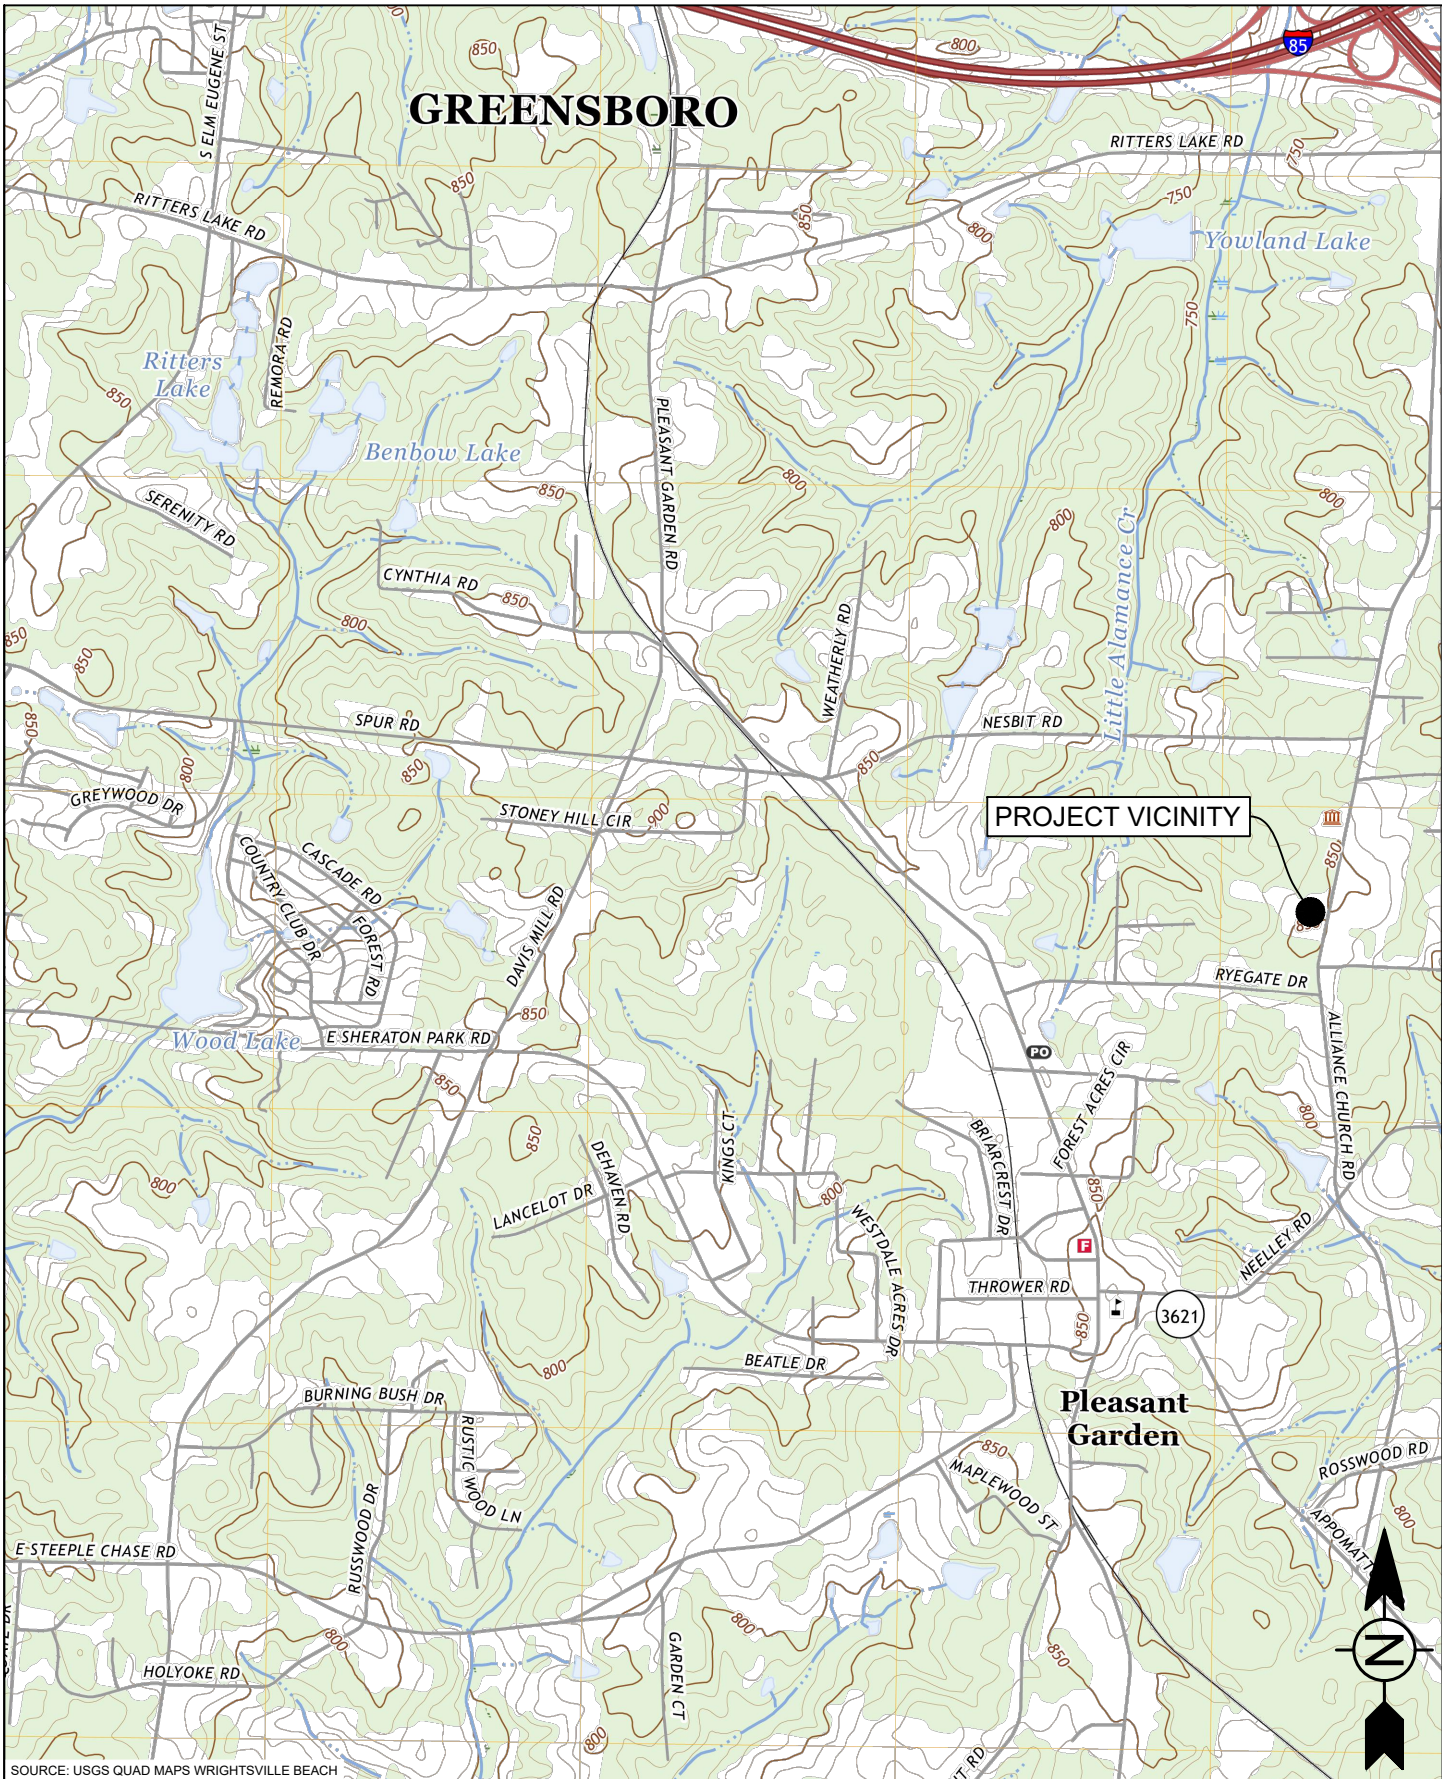 85
850
800
S ELM EUGENE ST
GREENSBORO
RITTERS LAKE RD
750
850
750
RITTERS LAKE RD
850
800
Yowland Lake
750
REMORA RD
Ritters
Lake
850
PLEASANT GARDEN RD
Benbow Lake
850
800
800
SERENITY RD
800
Little Alamance Cr
CYNTHIA RD
850
800
850
850
WEATHERLY RD
850
SPUR RD
NESBIT RD
800
850
850
GREYWOOD DR
STONEY HILL CIR
900
PROJECT VICINITY
850
COUNTRY CLUB DR
CASCADE RD
FOREST RD
DAVIS MILL RD
RYEGATE DR
850
Wood Lake
E SHERATON PARK RD
ALLIANCE CHURCH RD
PO
850
FOREST ACRES CIR
800
850
DEHAVEN RD
KINGS CT
BRIARCREST DR
800
LANCELOT DR
800
850
WESTDALE ACRES DR
NEELLEY RD
F
THROWER RD
3621
850
BEATLE DR
800
BURNING BUSH DR
Pleasant
Garden
RUSTIC WOOD LN
850
MAPLEWOOD ST
ROSSWOOD RD
RUSSWOOD DR
800
APPOMATT
E STEEPLE CHASE RD
800
800
GARDEN CT
850
N
HOLYOKE RD
800
T RD
SOURCE: USGS QUAD MAPS WRIGHTSVILLE BEACH